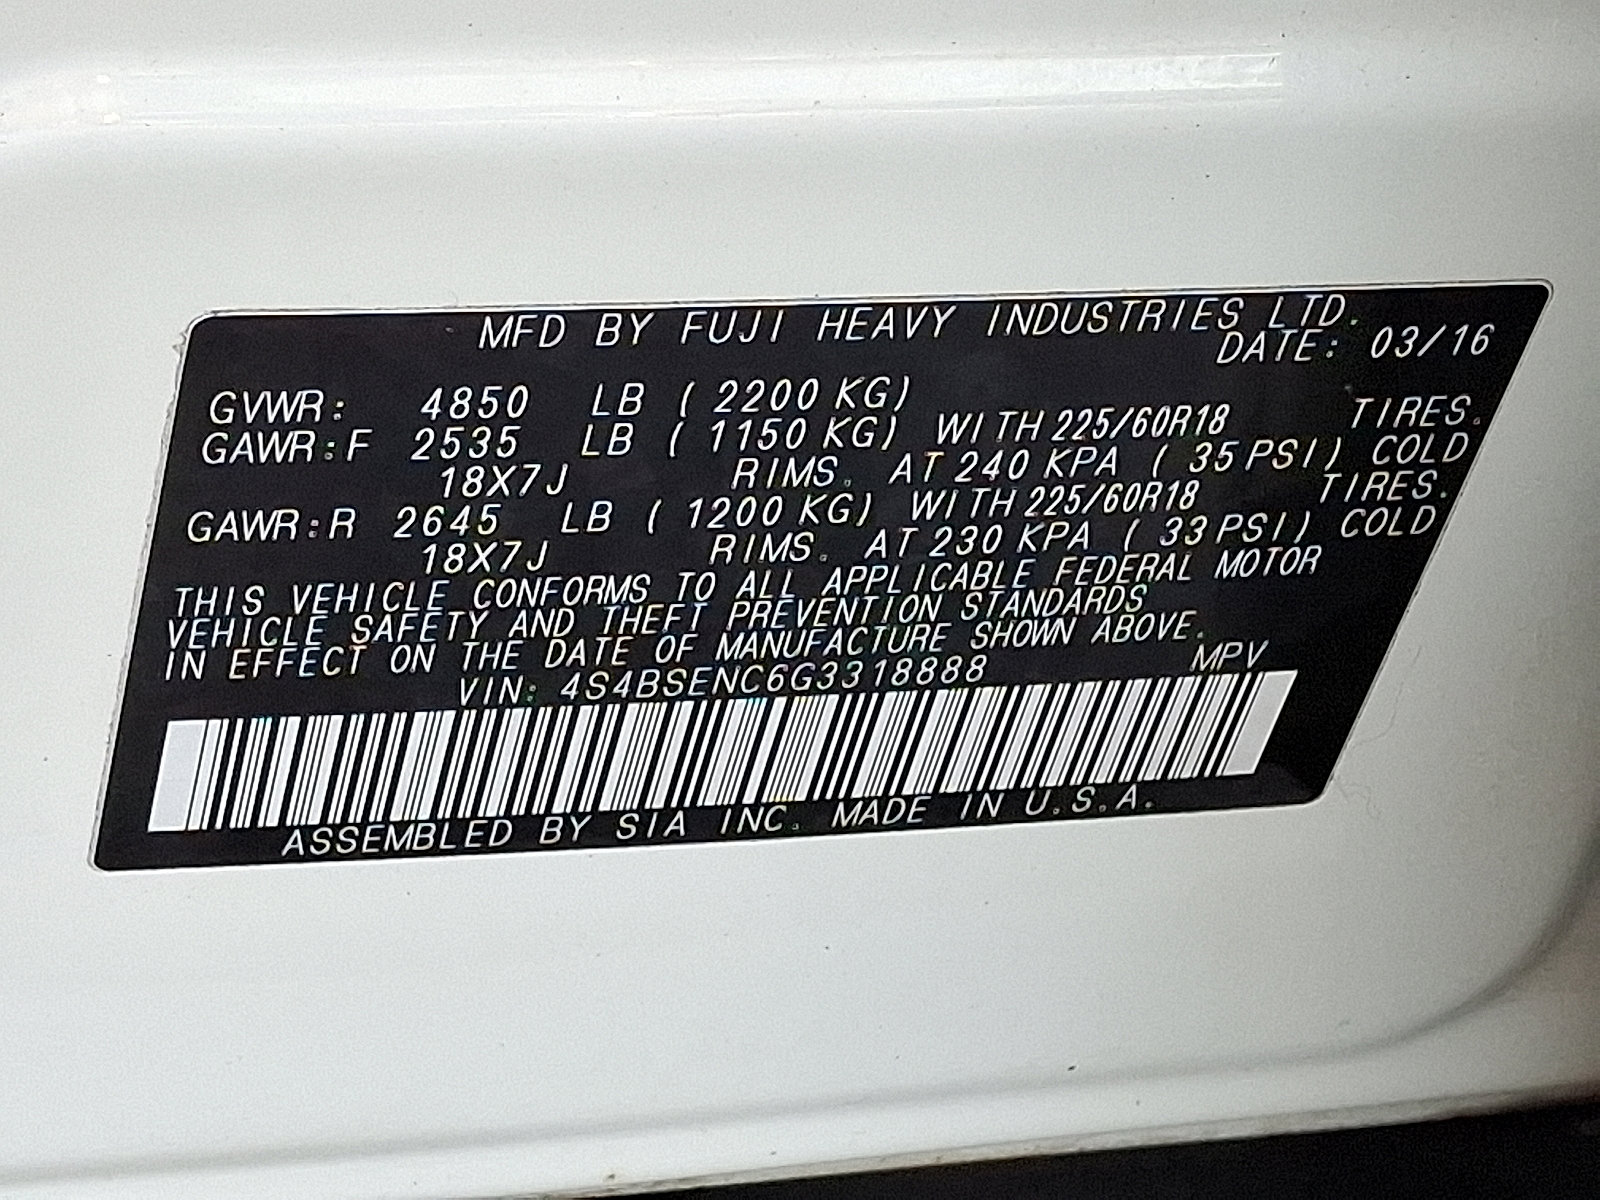 MFD BY FUJI HEAVY INDUSTRIES LTD.
DATE: 03/16
GVWR: 4850 LB ( 2200 KG)
GAWR:F 2535 LB ( 1150 KG) WITH 225/60R18 TIRES.
18X7J RIMS. AT 240 KPA ( 35 PSI) COLD
GAWR:R 2645 LB ( 1200 KG) WITH 225/60R18 TIRES.
18X7J RIMS. AT 230 KPA ( 33 PSI) COLD
THIS VEHICLE CONFORMS TO ALL APPLICABLE FEDERAL MOTOR
VEHICLE SAFETY AND THEFT PREVENTION STANDARDS
IN EFFECT ON THE DATE OF MANUFACTURE SHOWN ABOVE.
VIN: 4S4BSENC6G3318888 MPV
ASSEMBLED BY SIA INC. MADE IN U.S.A.